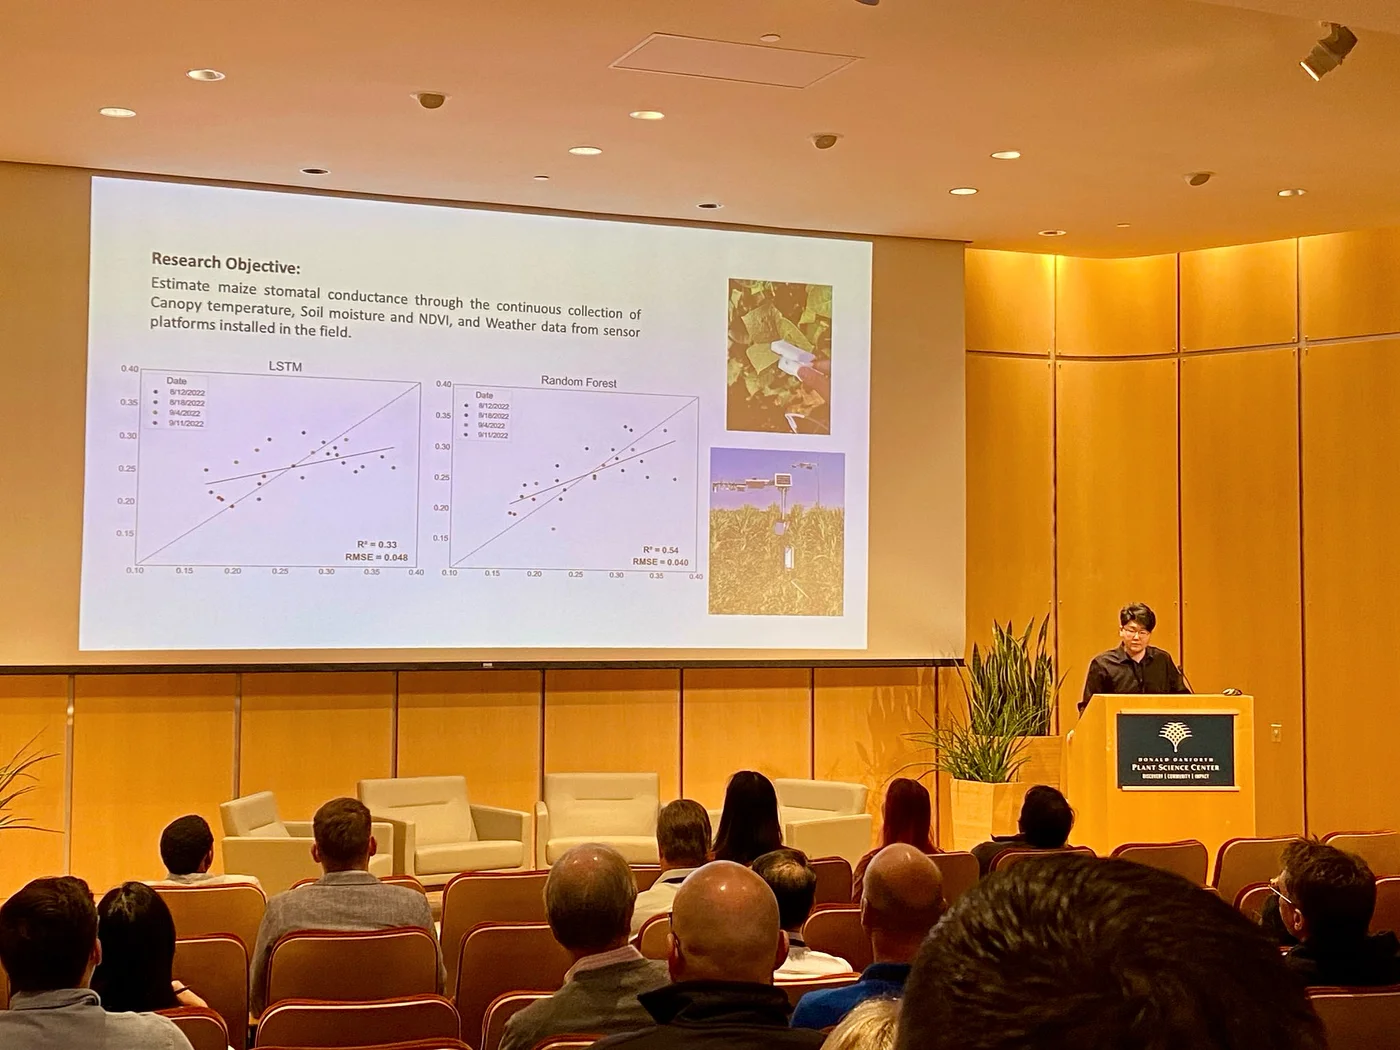 Research Objective:
Estimate maize stomatal conductance through the continuous collection of
Canopy temperature, Soil moisture and NDVI, and Weather data from sensor
platforms installed in the field.
LSTM
0.40
0.35
0.30
0.25
0.20
0.15
Date
8/12/2022
8/18/2022
9/4/2022
9/11/2022
R² = 0.33
RMSE = 0.048
0.10 0.15 0.20 0.25 0.30 0.35 0.40
Random Forest
0.40
0.35
0.30
0.25
0.20
0.15
Date
8/12/2022
8/18/2022
9/4/2022
9/11/2022
R² = 0.54
RMSE = 0.040
0.10 0.15 0.20 0.25 0.30 0.35 0.40
DONALD DANFORTH
PLANT SCIENCE CENTER
DISCOVERY | COMMUNITY | IMPACT